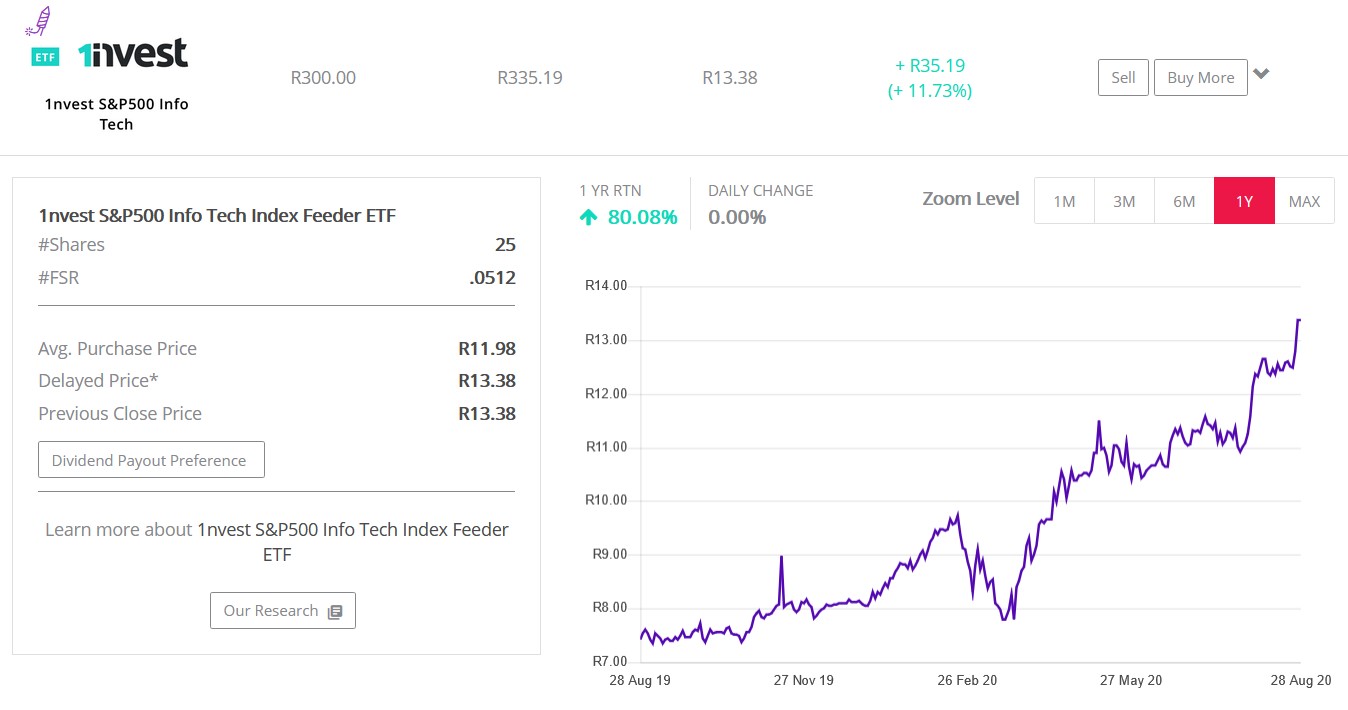 ETF 1nvest
1nvest S&P500 Info
Tech
R300.00 R335.19 R13.38
+ R35.19
(+ 11.73%)
Sell Buy More
1nvest S&P500 Info Tech Index Feeder ETF
#Shares 25
#FSR .0512
Avg. Purchase Price R11.98
Delayed Price* R13.38
Previous Close Price R13.38
Dividend Payout Preference
Learn more about 1nvest S&P500 Info Tech Index Feeder
ETF
Our Research
1 YR RTN DAILY CHANGE
80.08% 0.00%
Zoom Level 1M 3M 6M 1Y MAX
R14.00
R13.00
R12.00
R11.00
R10.00
R9.00
R8.00
R7.00
28 Aug 19 27 Nov 19 26 Feb 20 27 May 20 28 Aug 20